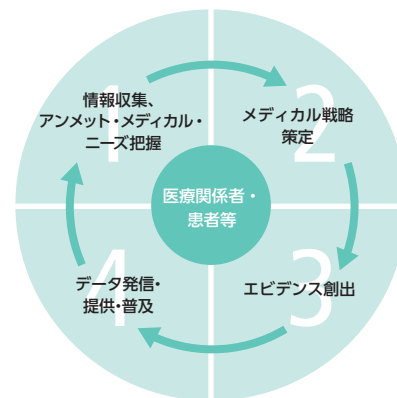 1
情報収集、
アンメット・メディカル・
ニーズ把握
2
メディカル戦略
策定
医療関係者・
患者等
3
エビデンス創出
4
データ発信・
提供・普及